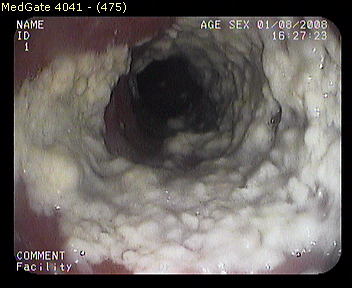 MedGate 4041 - (475)
NAME AGE SEX 01/08/2008
ID 16:27:23
1
COMMENT
Facility